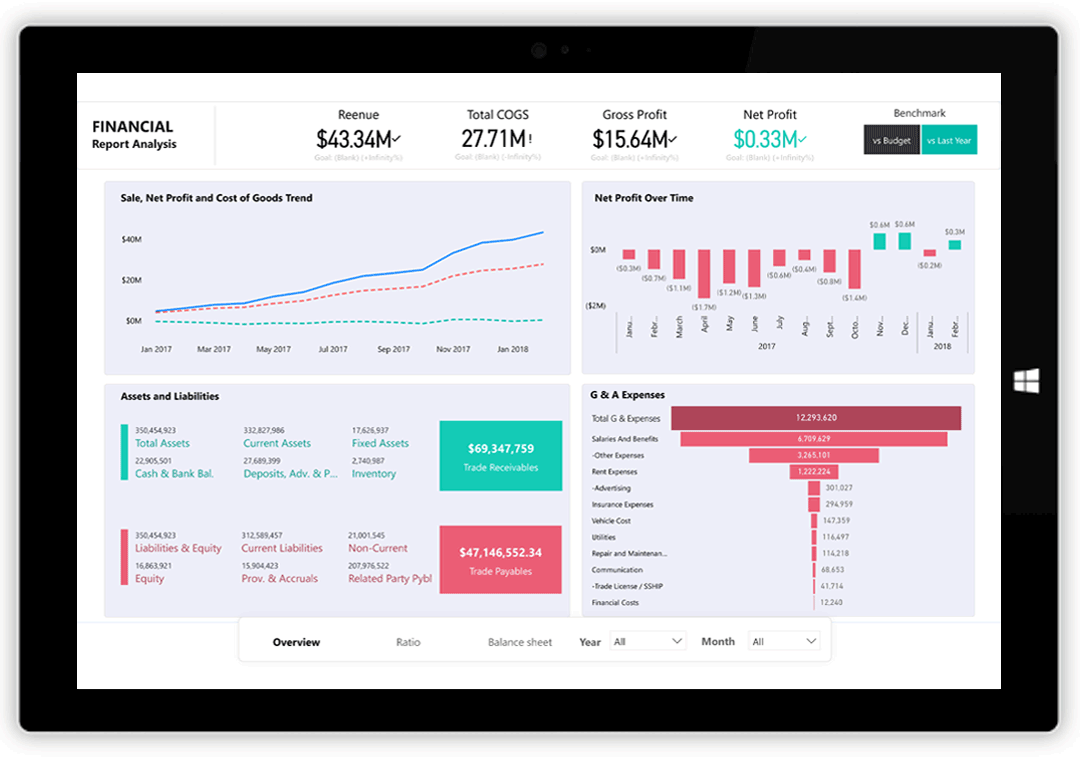 FINANCIAL
Report Analysis
Reenue
$43.34M
Goal: (Blank) (+Infinity%)
Total COGS
27.71M!
Goal: (Blank) (-Infinity%)
Gross Profit
$15.64M
Goal: (Blank) (+Infinity%)
Net Profit
$0.33M
Goal: (Blank) (+Infinity%)
Benchmark
vs Budget
vs Last Year
Sale, Net Profit and Cost of Goods Trend
$40M
$20M
$0M
Jan 2017 Mar 2017 May 2017 Jul 2017 Sep 2017 Nov 2017 Jan 2018
Net Profit Over Time
$0M
($2M)
($0.3M) ($0.7M) ($1.1M) ($1.7M) ($1.2M) ($1.3M) ($0.6M) ($0.4M) ($0.8M) ($1.4M) $0.6M $0.6M ($0.2M) $0.3M
Janu... Febr... March April May June July Aug... Sept... Octo... Nov... Dec... Janu... Febr...
2017 2018
Assets and Liabilities
350,454,923 332,827,986 17,626,937
Total Assets Current Assets Fixed Assets
22,905,501 27,689,399 2,740,987
Cash & Bank Bal. Deposits, Adv. & P... Inventory
$69,347,759
Trade Receivables
350,454,923 312,589,457 21,001,545
Liabilities & Equity Current Liabilities Non-Current
16,863,921 15,904,423 207,976,522
Equity Prov. & Accruals Related Party Pybl
$47,146,552.34
Trade Payables
G & A Expenses
Total G & Expenses 12,293,620
Salaries And Benefits 6,709,629
-Other Expenses 3,265,101
Rent Expenses 1,222,224
-Advertising 301,027
Insurance Expenses 294,959
Vehicle Cost 147,359
Utilities 116,497
Repair and Maintenan... 114,218
Communication 68,653
-Trade License / SSHIP 41,714
Financial Costs 12,240
Overview Ratio Balance sheet Year All Month All